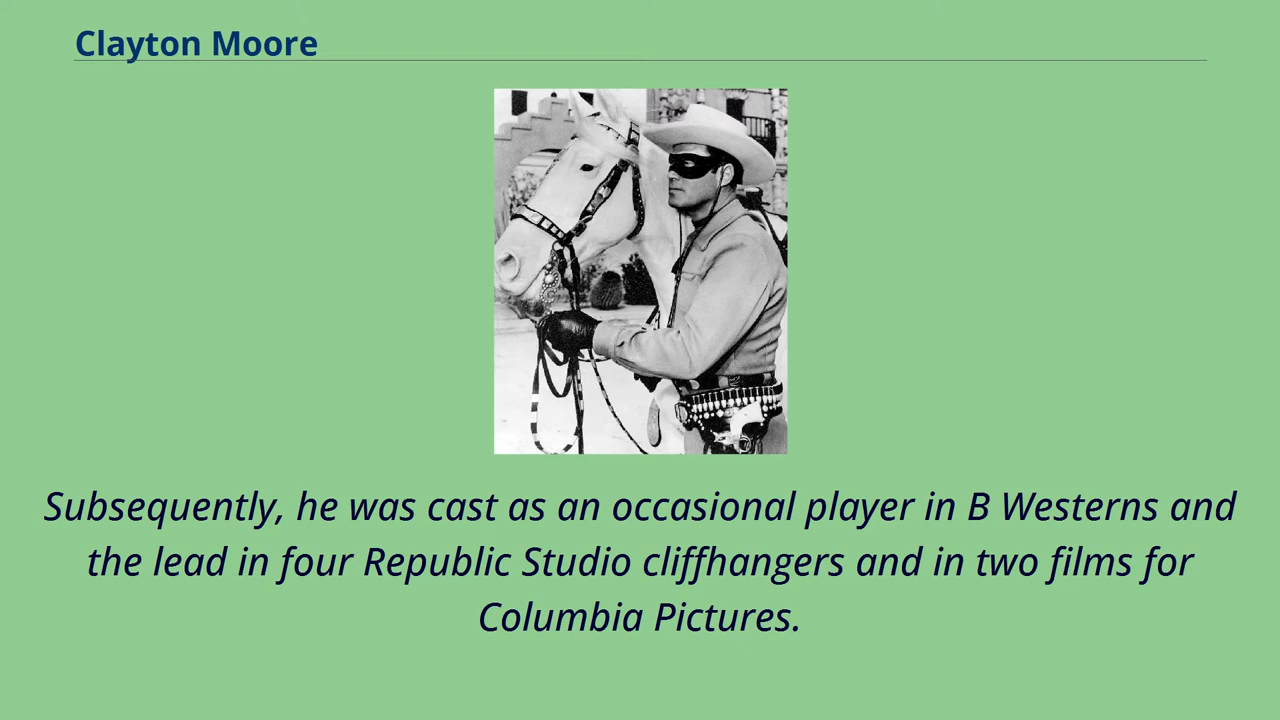 Clayton Moore
Subsequently, he was cast as an occasional player in B Westerns and
the lead in four Republic Studio cliffhangers and in two films for
Columbia Pictures.